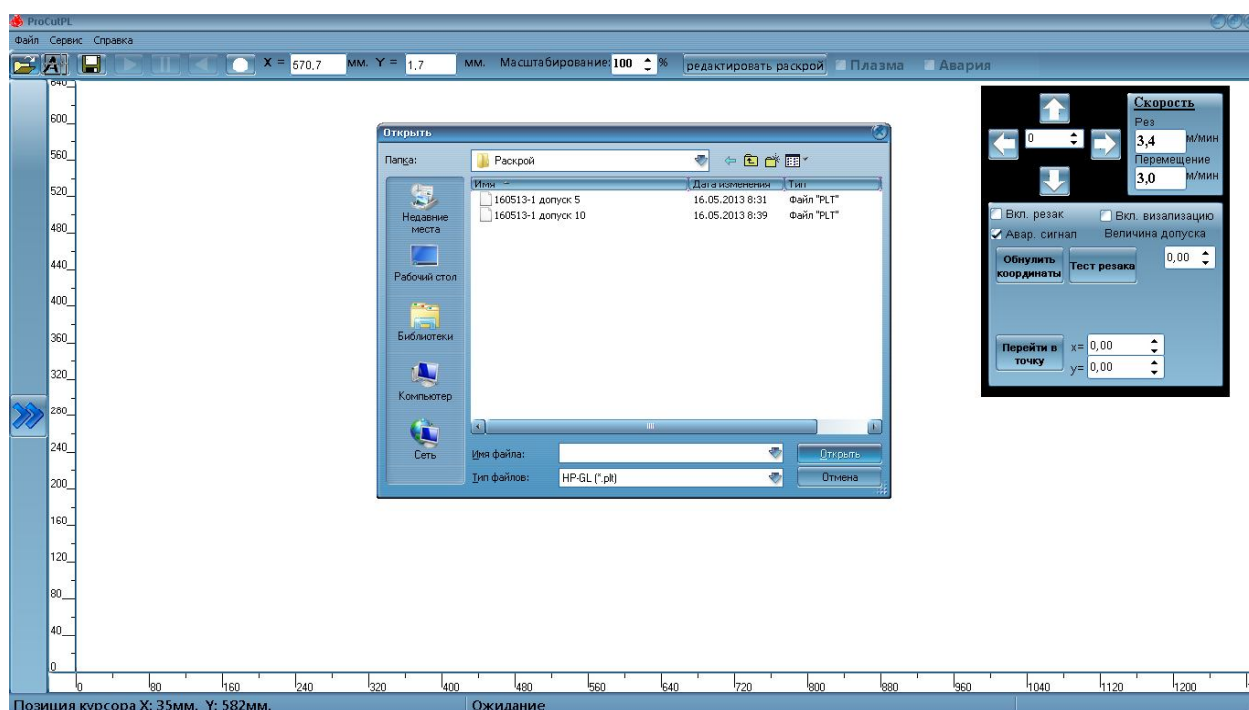 ProCutPL
Файл Сервис Справка
X = 570,7 мм. Y = 1,7 мм. Масштабирование: 100 % редактировать раскрой Плазма Авария
640
600
560
520
480
440
400
360
320
280
240
200
160
120
80
40
0
0 80 160 240 320 400 480 560 640 720 800 880 960 1040 1120 1200
Открыть
Папка: Раскрой
Имя Дата изменения Тип
160513-1 допуск 5 16.05.2013 8:31 Файл "PLT"
160513-1 допуск 10 16.05.2013 8:39 Файл "PLT"
Недавние
места
Рабочий стол
Библиотеки
Компьютер
Сеть
Имя файла: Открыть
Тип файлов: HP-GL (*.plt) Отмена
Скорость
Рез
0 3,4 м/мин
Перемещение
3,0 м/мин
Вкл. резак Вкл. визализацию
Авар. сигнал Величина допуска
Обнулить
координаты
Тест резака
0,00
Перейти в
точку
x= 0,00
y= 0,00
Позиция курсора X: 35мм. Y: 582мм. Ожидание